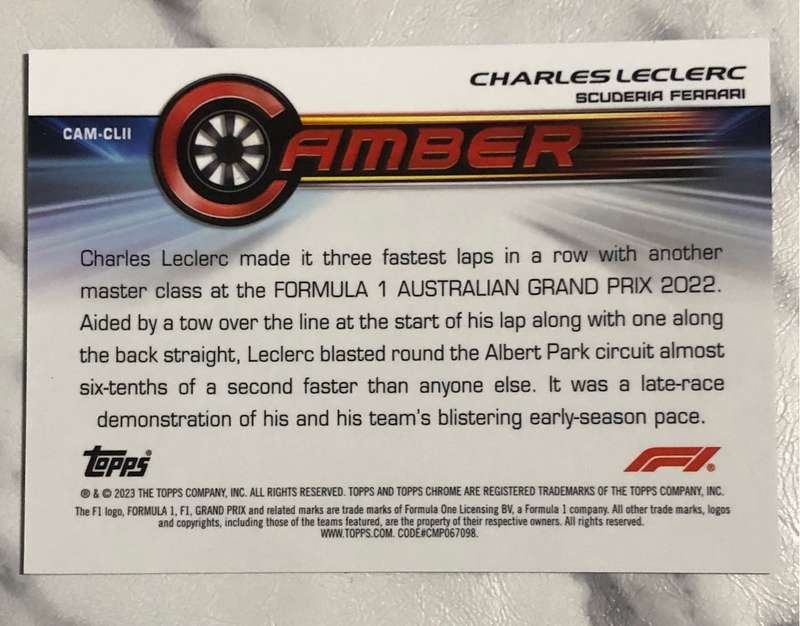 CHARLES LECLERC
SCUDERIA FERRARI
CAM-CLII
CAMBER
Charles Leclerc made it three fastest laps in a row with another
master class at the FORMULA 1 AUSTRALIAN GRAND PRIX 2022.
Aided by a tow over the line at the start of his lap along with one along
the back straight, Leclerc blasted round the Albert Park circuit almost
six-tenths of a second faster than anyone else. It was a late-race
demonstration of his and his team's blistering early-season pace.
Topps®
F1®
® & © 2023 THE TOPPS COMPANY, INC. ALL RIGHTS RESERVED. TOPPS AND TOPPS CHROME ARE REGISTERED TRADEMARKS OF THE TOPPS COMPANY, INC.
The F1 logo, FORMULA 1, F1, GRAND PRIX and related marks are trade marks of Formula One Licensing BV, a Formula 1 company. All other trade marks, logos
and copyrights, including those of the teams featured, are the property of their respective owners. All rights reserved.
WWW.TOPPS.COM. CODE#CMP067098.